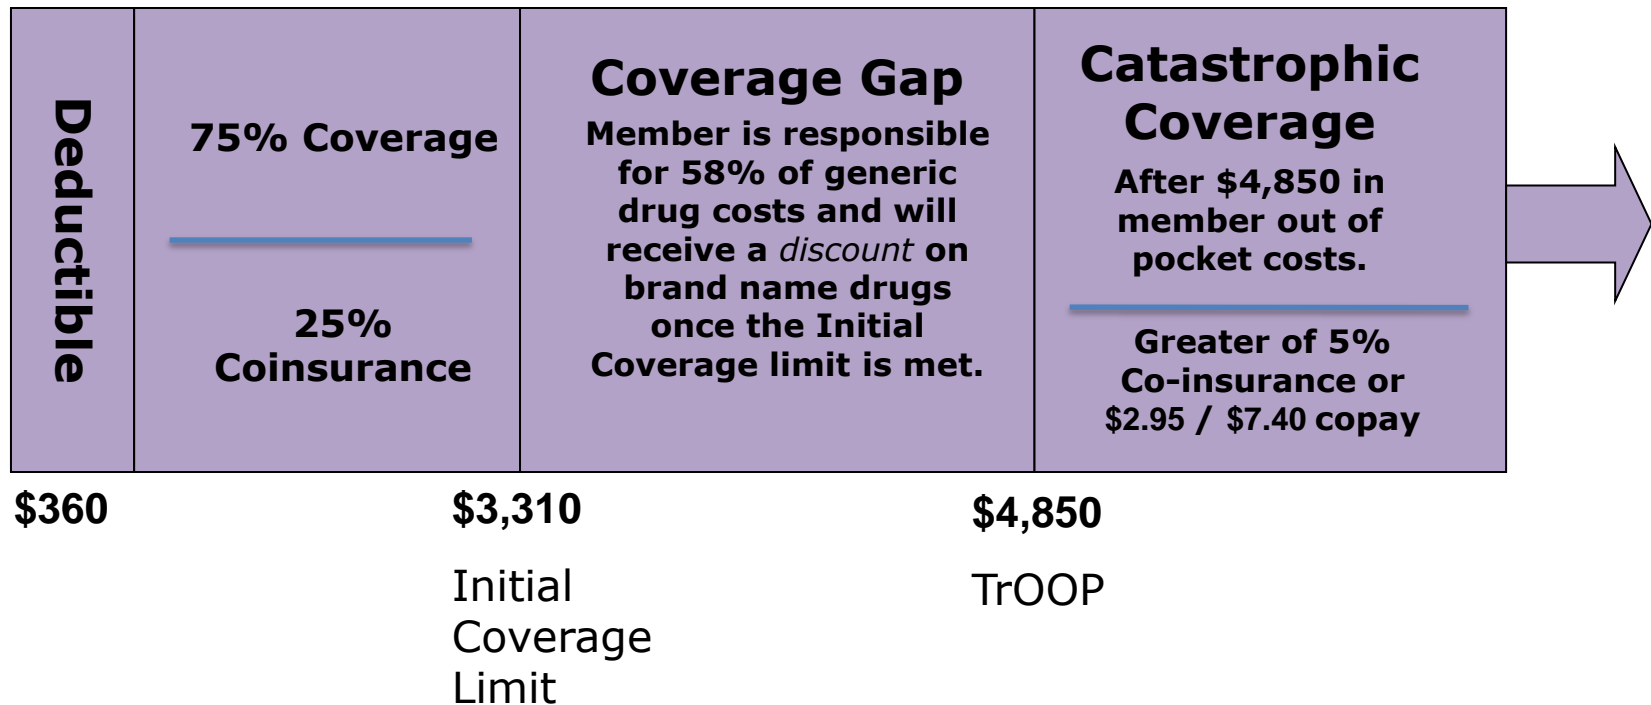 Deductible
75% Coverage
25%
Coinsurance
Coverage Gap
Member is responsible
for 58% of generic
drug costs and will
receive a discount on
brand name drugs
once the Initial
Coverage limit is met.
Catastrophic
Coverage
After $4,850 in
member out of
pocket costs.
Greater of 5%
Co-insurance or
$2.95 / $7.40 copay
$360
$3,310
Initial
Coverage
Limit
$4,850
TrOOP